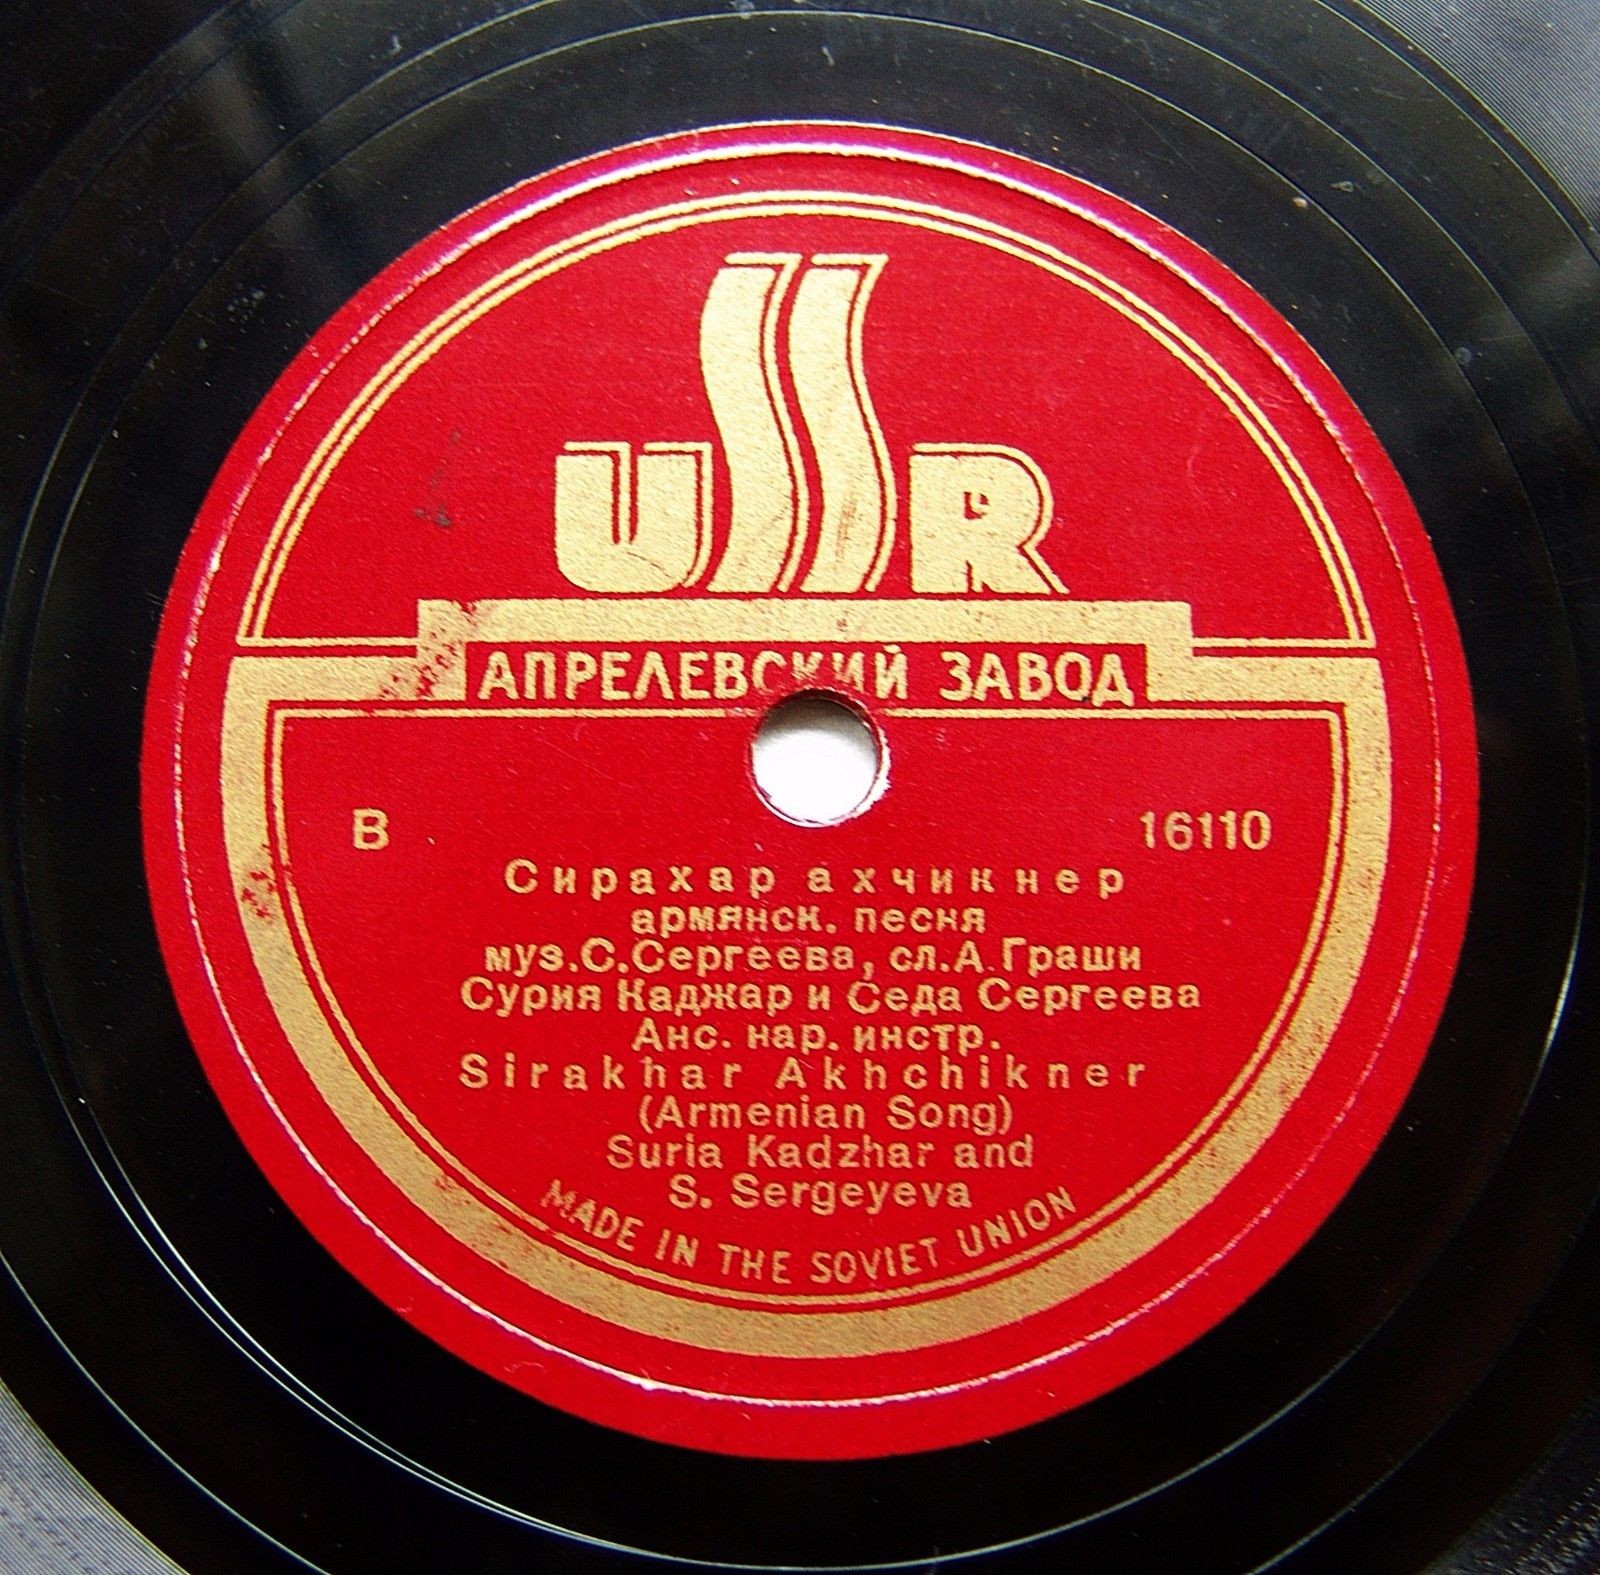 USSR
АПРЕЛЕВСКИЙ ЗАВОД
В 16110
Сирахар ахчикнер
армянск. песня
муз.С.Сергеева, сл.А.Граши
Сурия Каджар и Седа Сергеева
Анс. нар. инстр.
Sirakhar Akhchikner
(Armenian Song)
Suria Kadzhar and
S. Sergeyeva
MADE IN THE SOVIET UNION